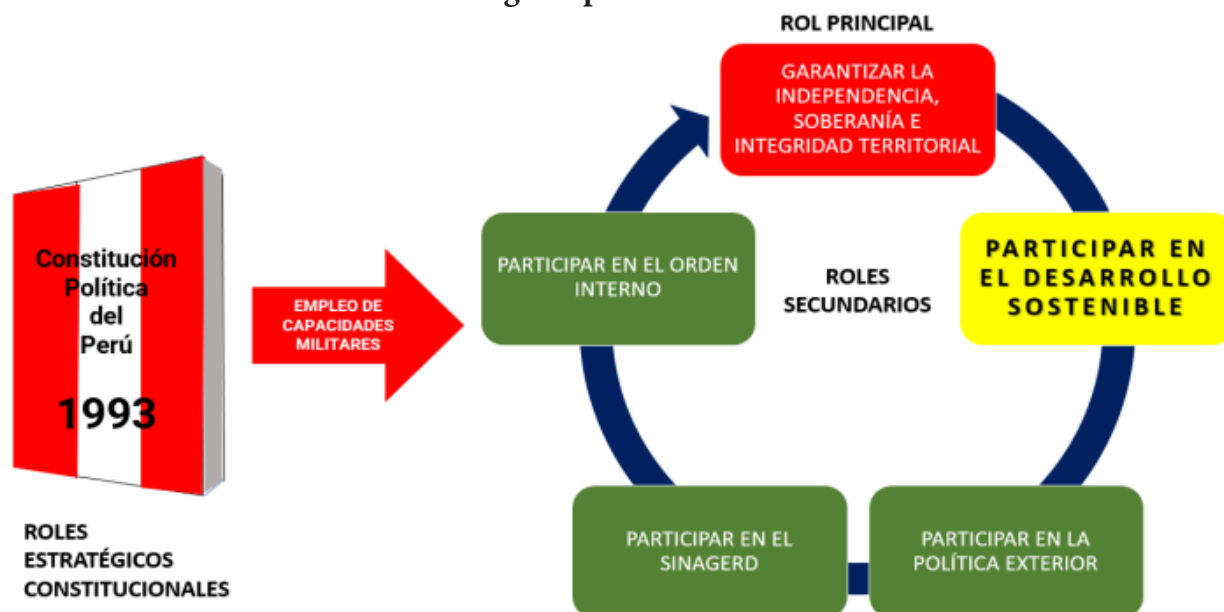 ROL PRINCIPAL
GARANTIZAR LA
INDEPENDENCIA,
SOBERANÍA E
INTEGRIDAD TERRITORIAL
Constitución
Política
del
Perú
1993
EMPLEO DE
CAPACIDADES
MILITARES
PARTICIPAR EN EL ORDEN
INTERNO
ROLES
SECUNDARIOS
PARTICIPAR EN
EL DESARROLLO
SOSTENIBLE
PARTICIPAR EN EL
SINAGERD
PARTICIPAR EN LA
POLÍTICA EXTERIOR
ROLES
ESTRATÉGICOS
CONSTITUCIONALES